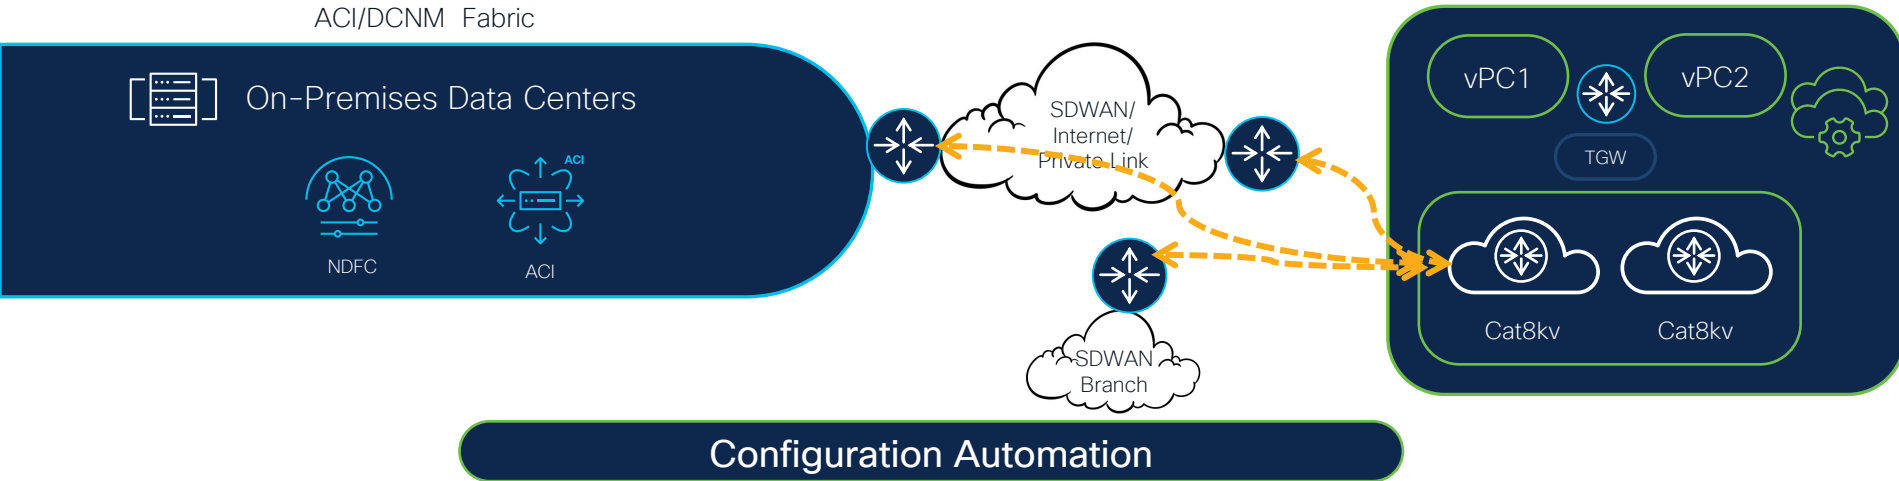 ACI/DCNM Fabric
On-Premises Data Centers
NDFC
ACI
ACI
SDWAN/
Internet/
Private Link
SDWAN
Branch
vPC1
vPC2
TGW
Cat8kv
Cat8kv
Configuration Automation